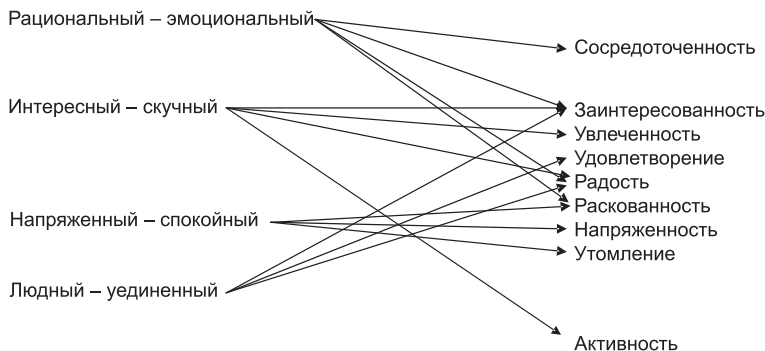 Рациональный – эмоциональный
Сосредоточенность
Интересный – скучный
Заинтересованность
Увлеченность
Удовлетворение
Радость
Раскованность
Напряженный – спокойный
Напряженность
Утомление
Людный – уединенный
Активность